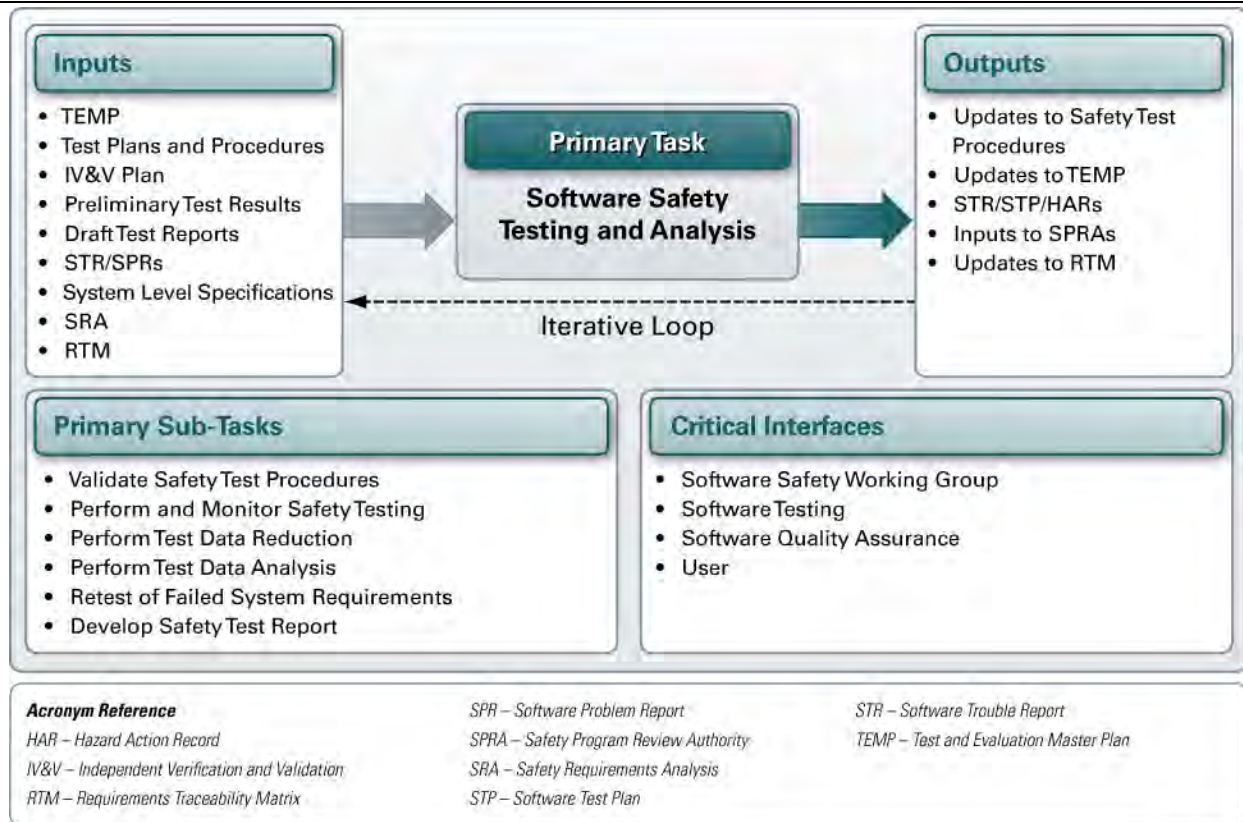 Inputs
• TEMP
• Test Plans and Procedures
• IV&V Plan
• Preliminary Test Results
• Draft Test Reports
• STR/SPRs
• System Level Specifications
• SRA
• RTM
Primary Task
Software Safety
Testing and Analysis
Iterative Loop
Outputs
• Updates to Safety Test
Procedures
• Updates to TEMP
• STR/STP/HARs
• Inputs to SPRAs
• Updates to RTM
Primary Sub-Tasks
• Validate Safety Test Procedures
• Perform and Monitor Safety Testing
• Perform Test Data Reduction
• Perform Test Data Analysis
• Retest of Failed System Requirements
• Develop Safety Test Report
Critical Interfaces
• Software Safety Working Group
• Software Testing
• Software Quality Assurance
• User
Acronym Reference
HAR – Hazard Action Record
IV&V – Independent Verification and Validation
RTM – Requirements Traceability Matrix
SPR – Software Problem Report
SPRA – Safety Program Review Authority
SRA – Safety Requirements Analysis
STP – Software Test Plan
STR – Software Trouble Report
TEMP – Test and Evaluation Master Plan